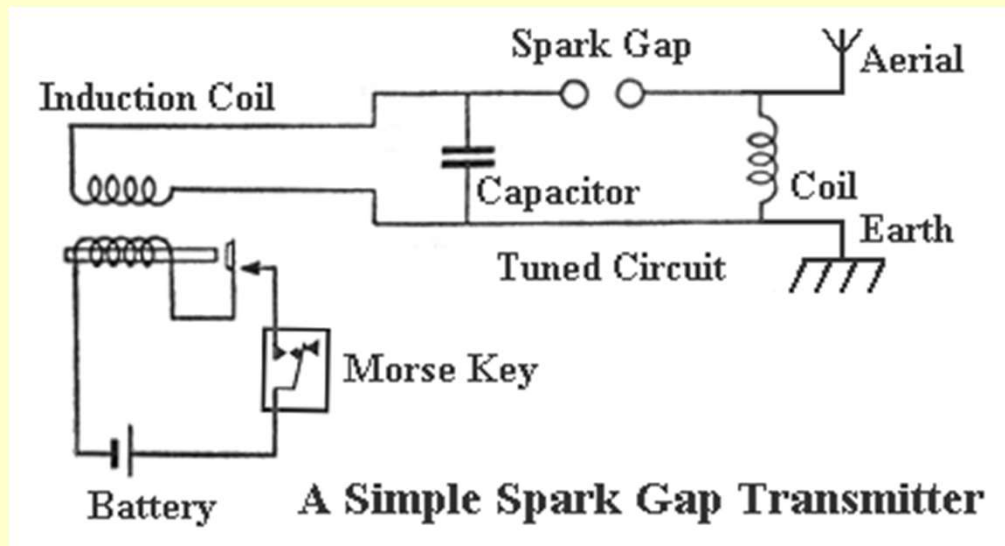 Spark Gap
Aerial
Induction Coil
Capacitor
Coil
Earth
Tuned Circuit
Morse Key
Battery
A Simple Spark Gap Transmitter